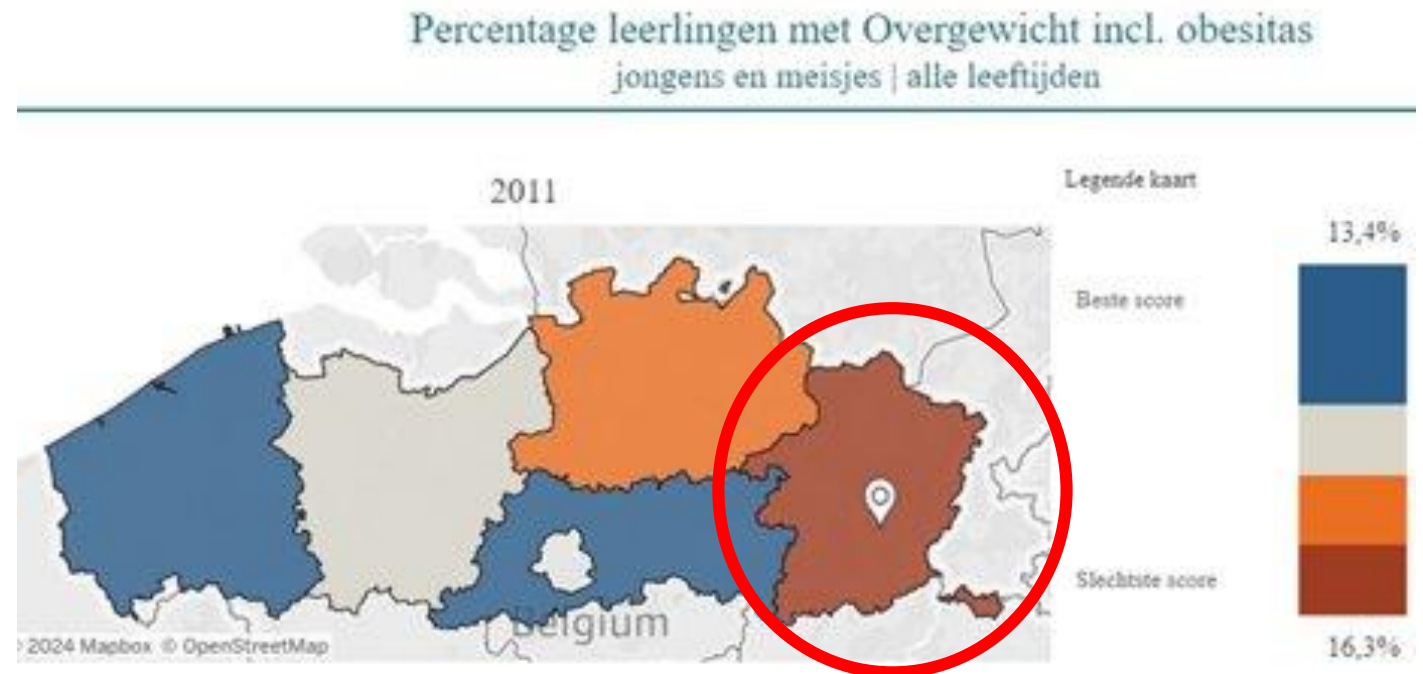 Percentage leerlingen met Overgewicht incl. obesitas
jongens en meisjes | alle leeftijden
2011
Legende kaart
13,4%
Beste score
Slechtste score
16,3%
Belgium
2024 Mapbox © OpenStreetMap